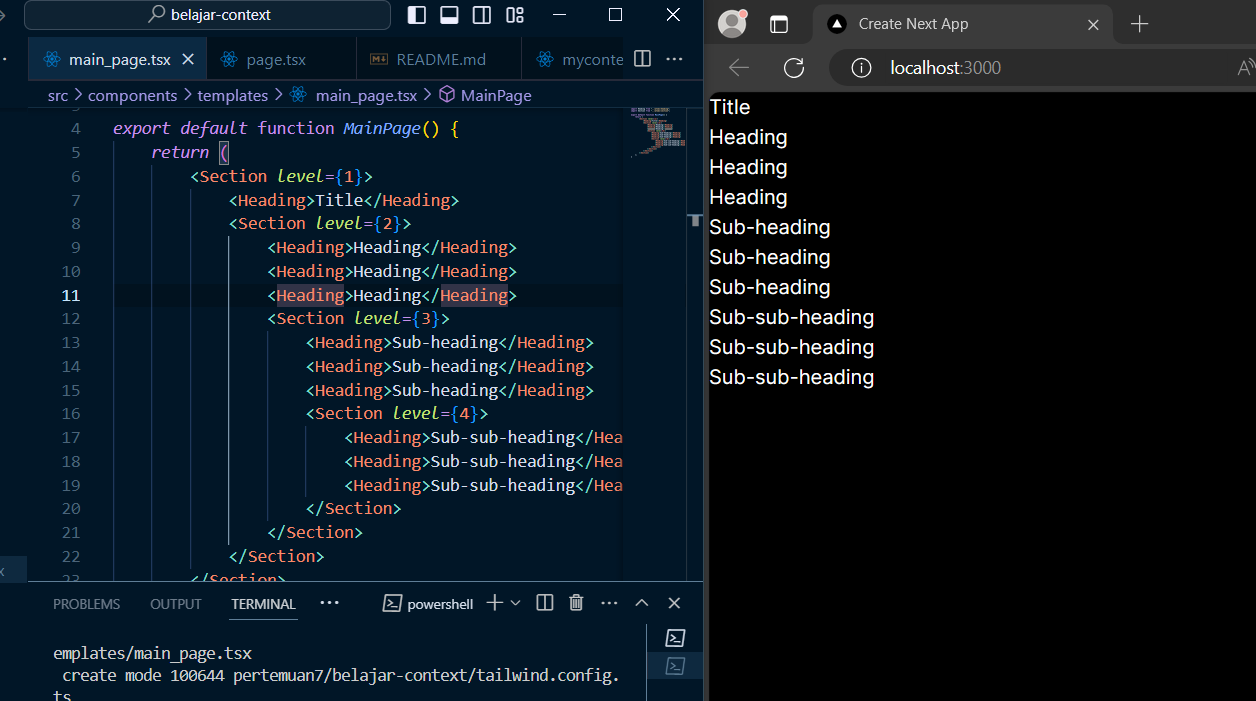 belajar-context
main_page.tsx
page.tsx
README.md
myconte
src > components > templates > main_page.tsx > MainPage
4 export default function MainPage() {
5 return (
6 <Section level={1}>
7 <Heading>Title</Heading>
8 <Section level={2}>
9 <Heading>Heading</Heading>
10 <Heading>Heading</Heading>
11 <Heading>Heading</Heading>
12 <Section level={3}>
13 <Heading>Sub-heading</Heading>
14 <Heading>Sub-heading</Heading>
15 <Heading>Sub-heading</Heading>
16 <Section level={4}>
17 <Heading>Sub-sub-heading</Hea
18 <Heading>Sub-sub-heading</Hea
19 <Heading>Sub-sub-heading</Hea
20 </Section>
21 </Section>
22 </Section>
23 </Section>
PROBLEMS OUTPUT TERMINAL ··· powershell
emplates/main_page.tsx
create mode 100644 pertemuan7/belajar-context/tailwind.config.
ts
Create Next App
localhost:3000
Title
Heading
Heading
Heading
Sub-heading
Sub-heading
Sub-heading
Sub-sub-heading
Sub-sub-heading
Sub-sub-heading